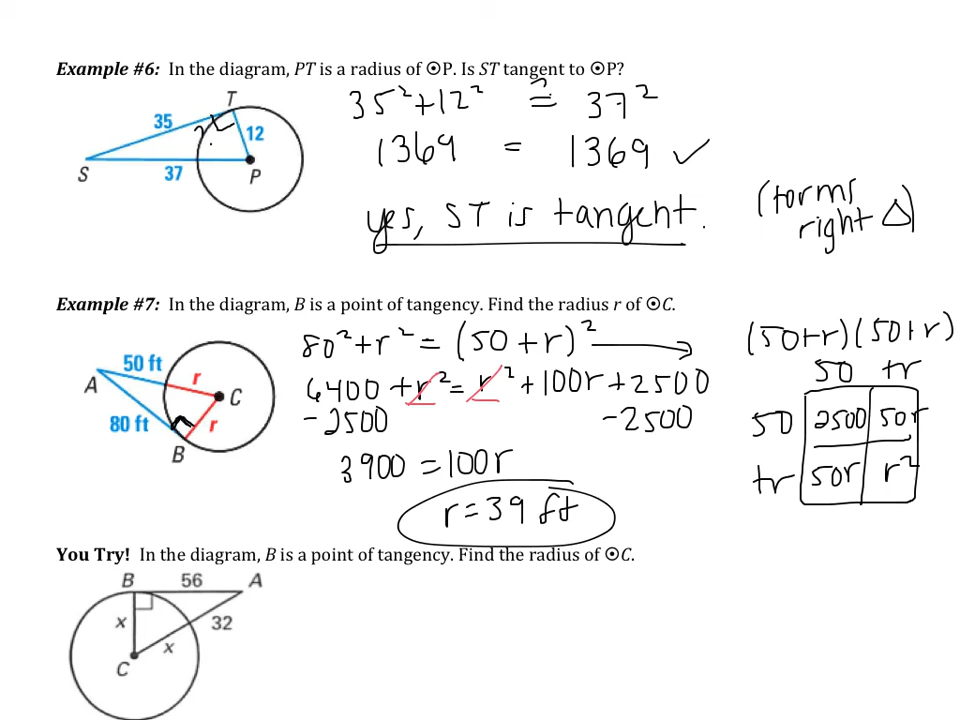 Example #6: In the diagram, PT is a radius of ⊙P. Is ST tangent to ⊙P?
T
35
12
S
37
P
35² + 12² ≟ 37²
1369 = 1369 ✓
yes, ST is tangent.
(forms
right △)
Example #7: In the diagram, B is a point of tangency. Find the radius r of ⊙C.
50 ft
A
r
C
80 ft
r
B
80² + r² = (50 + r)²
6400 + r² = r² + 100r + 2500
-2500 -2500
3900 = 100r
r = 39 ft
(50+r)(50+r)
50 +r
50 2500 50r
+r 50r r²
You Try! In the diagram, B is a point of tangency. Find the radius of ⊙C.
B 56 A
x
32
x
C